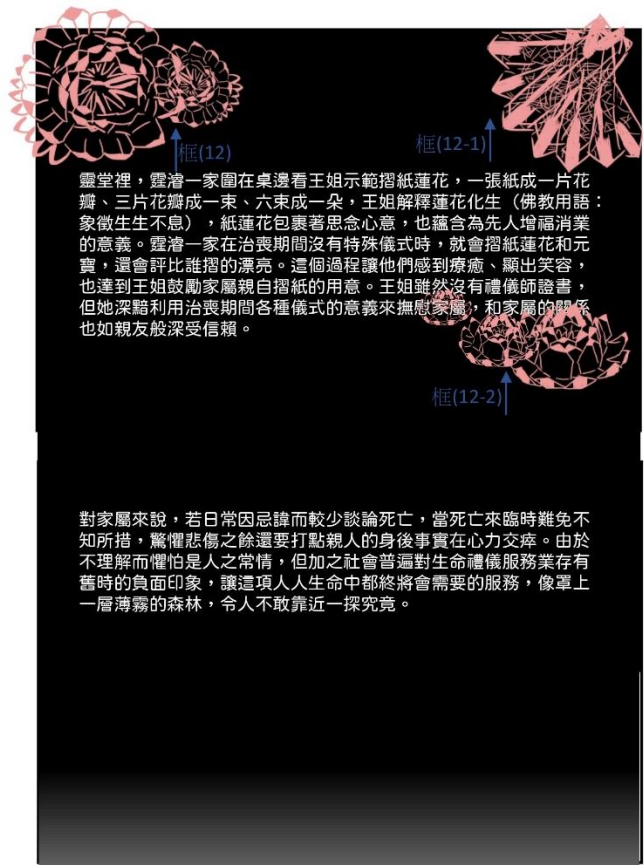 框(12)
框(12-1)
靈堂裡，霆濬一家圍在桌邊看王姐示範摺紙蓮花，一張紙成一片花
瓣、三片花瓣成一束、六束成一朵，王姐解釋蓮花化生（佛教用語：
象徵生生不息），紙蓮花包裹著思念心意，也蘊含為先人增福消業
的意義。霆濬一家在治喪期間沒有特殊儀式時，就會摺紙蓮花和元
寶，還會評比誰摺的漂亮。這個過程讓他們感到療癒、顯出笑容，
也達到王姐鼓勵家屬親自摺紙的用意。王姐雖然沒有禮儀師證書，
但她深黯利用治喪期間各種儀式的意義來撫慰家屬，和家屬的關係
也如親友般深受信賴。
框(12-2)
對家屬來說，若日常因忌諱而較少談論死亡，當死亡來臨時難免不
知所措，驚懼悲傷之餘還要打點親人的身後事實在心力交瘁。由於
不理解而懼怕是人之常情，但加之社會普遍對生命禮儀服務業存有
舊時的負面印象，讓這項人人生命中都終將會需要的服務，像罩上
一層薄霧的森林，令人不敢靠近一探究竟。